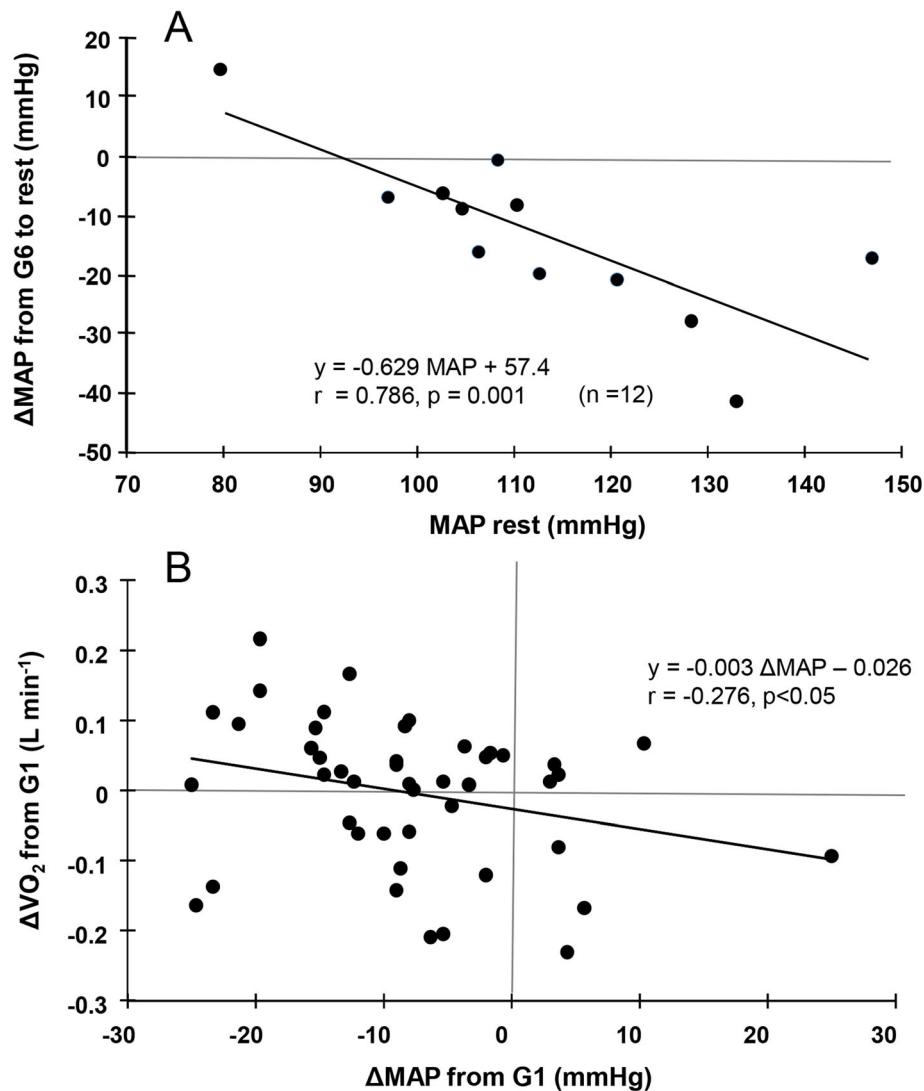 A
20
10
0
-10
-20
-30
-40
-50
ΔMAP from G6 to rest (mmHg)
y = -0.629 MAP + 57.4
r = 0.786, p = 0.001 (n =12)
70 80 90 100 110 120 130 140 150
MAP rest (mmHg)
B
0.3
0.2
0.1
0
-0.1
-0.2
-0.3
ΔVO₂ from G1 (L min⁻¹)
y = -0.003 ΔMAP – 0.026
r = -0.276, p<0.05
-30 -20 -10 0 10 20 30
ΔMAP from G1 (mmHg)